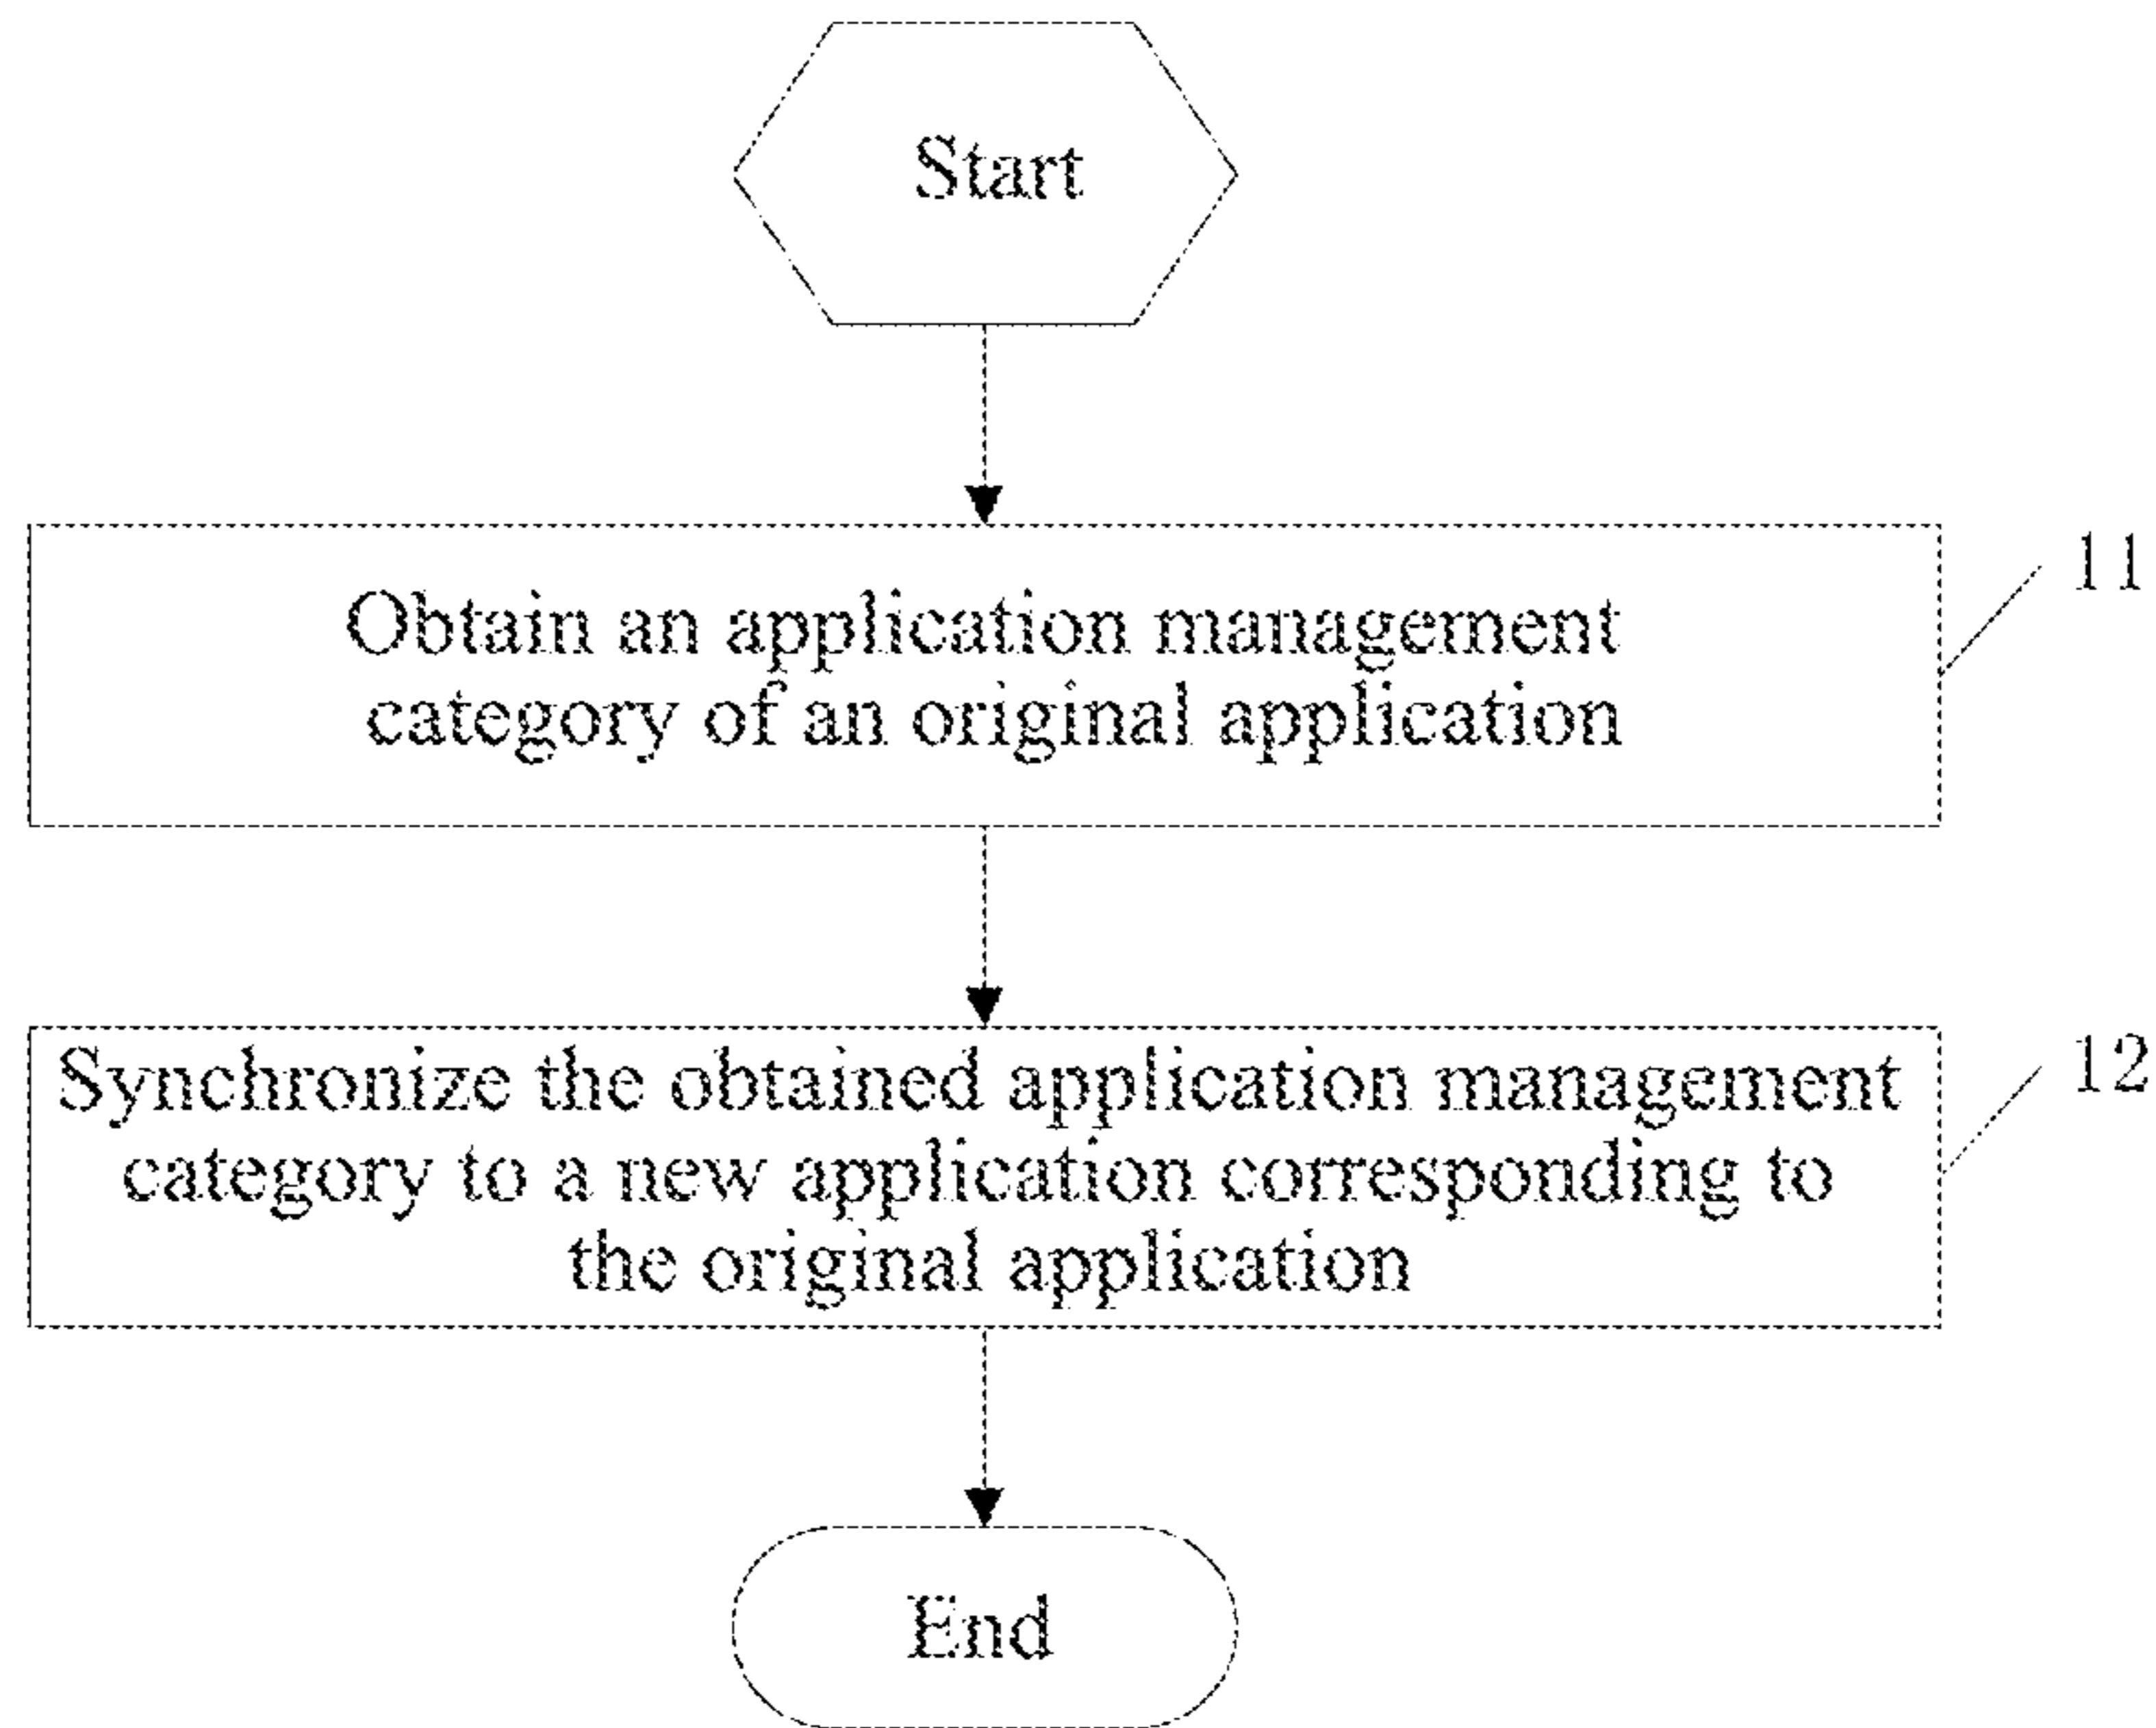 Start
11
Obtain an application management
category of an original application
12
Synchronize the obtained application management
category to a new application corresponding to
the original application
End